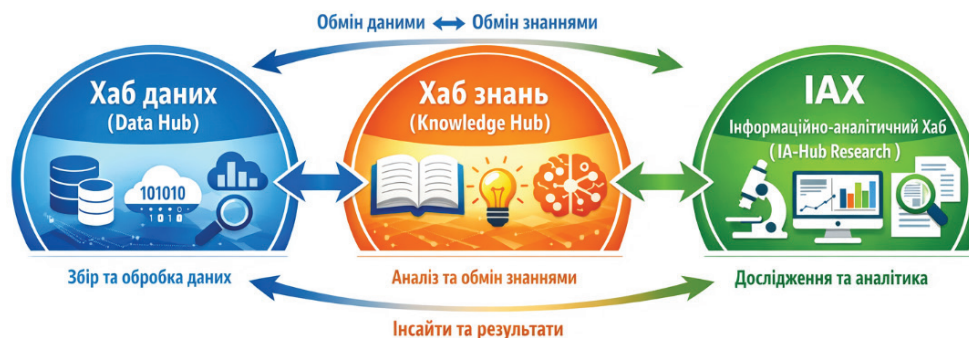 Обмін даними ↔ Обмін знаннями
Хаб даних
(Data Hub)
101010
1010
Збір та обробка даних
Хаб знань
(Knowledge Hub)
Аналіз та обмін знаннями
ІАХ
Інформаційно-аналітичний Хаб
(IA-Hub Research )
Дослідження та аналітика
Інсайти та результати